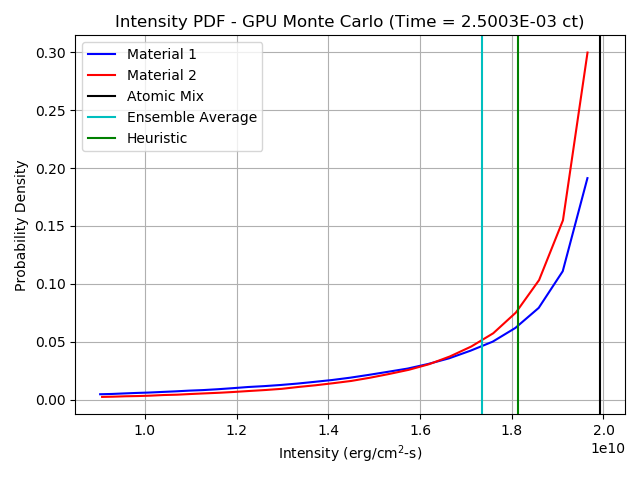 Intensity PDF - GPU Monte Carlo (Time = 2.5003E-03 ct)
Material 1
Material 2
Atomic Mix
Ensemble Average
Heuristic
Probability Density
0.30
0.25
0.20
0.15
0.10
0.05
0.00
1.0 1.2 1.4 1.6 1.8 2.0
1e10
Intensity (erg/cm²-s)